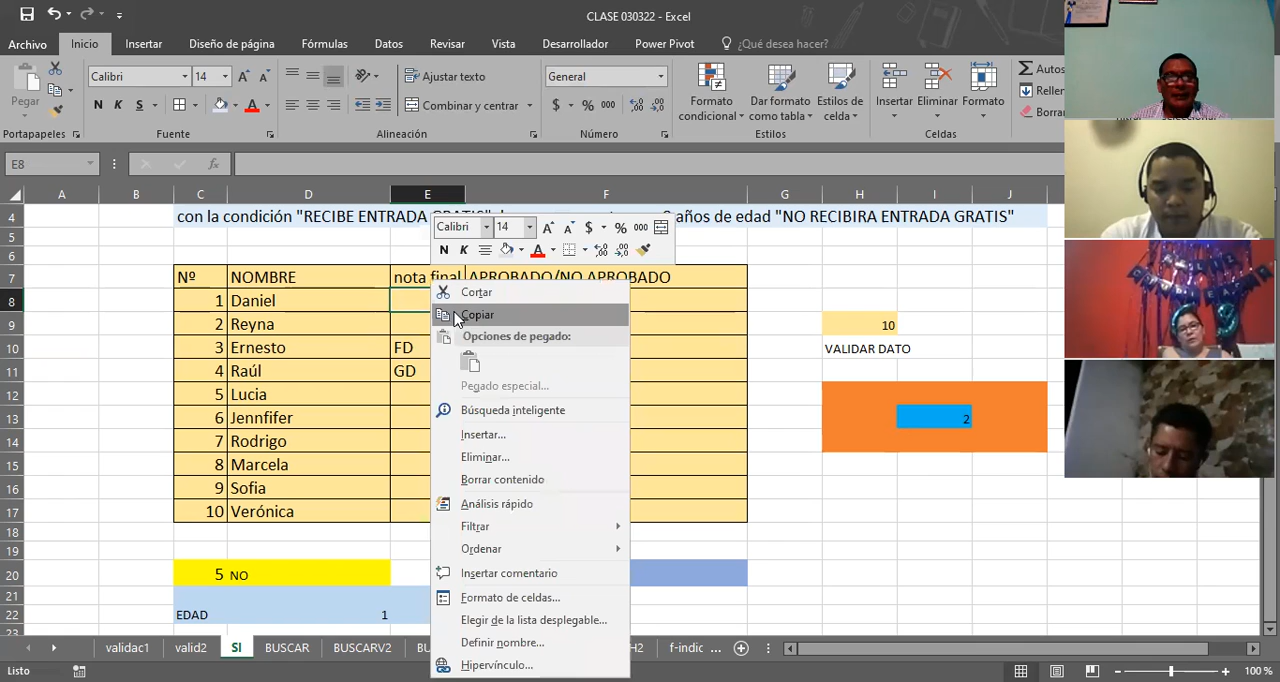 CLASE 030322 - Excel
Archivo Inicio Insertar Diseño de página Fórmulas Datos Revisar Vista Desarrollador Power Pivot ¿Qué desea hacer?
Pegar
Portapapeles
Calibri 14
N K S
Fuente
Ajustar texto
Combinar y centrar
Alineación
General
$ % 000
Número
Formato condicional
Dar formato como tabla
Estilos de celda
Estilos
Insertar Eliminar Formato
Celdas
Autos
Rellen
Borra
E8 fx
A B C D E F G H I J
4 con la condición "RECIBE ENTRADA GRATIS" años de edad "NO RECIBIRA ENTRADA GRATIS"
5
6
7 Nº NOMBRE nota final APROBADO/NO APROBADO
8 1 Daniel
9 2 Reyna 10
10 3 Ernesto FD VALIDAR DATO
11 4 Raúl GD
12 5 Lucia
13 6 Jennfifer 2
14 7 Rodrigo
15 8 Marcela
16 9 Sofia
17 10 Verónica
18
19
20 5 NO
21
22 EDAD 1
23
Calibri 14 $ % 000
N K
Cortar
Copiar
Opciones de pegado:
Pegado especial...
Búsqueda inteligente
Insertar...
Eliminar...
Borrar contenido
Análisis rápido
Filtrar
Ordenar
Insertar comentario
Formato de celdas...
Elegir de la lista desplegable...
Definir nombre...
Hipervínculo...
validac1 valid2 SI BUSCAR BUSCARV2 BU H2 f-indic ...
Listo 100 %